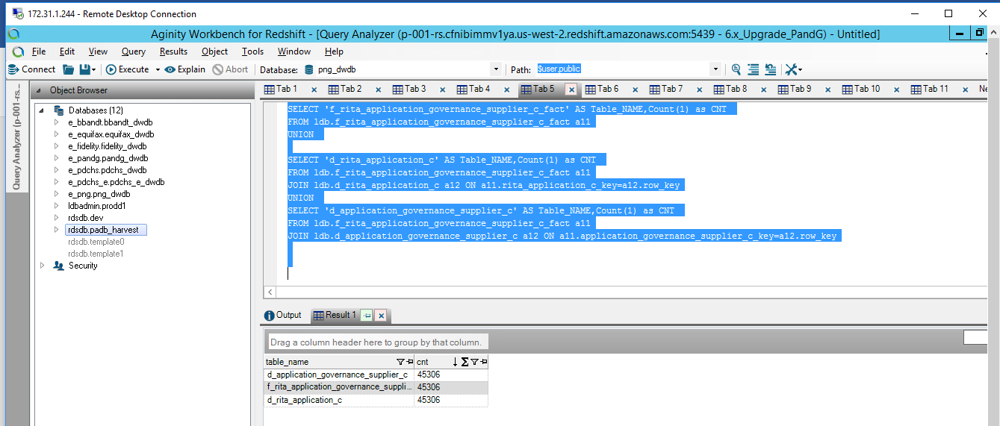 172.31.1.244 - Remote Desktop Connection
Aginity Workbench for Redshift - [Query Analyzer (p-001-rs.cfnibimmv1ya.us-west-2.redshift.amazonaws.com:5439 - 6.x_Upgrade_PandG) - Untitled]
File Edit View Query Results Object Tools Window Help
Connect Execute Explain Abort Database: png_dwdb Path: $user,public
Query Analyzer (p-001-rs....
Object Browser
Databases (12)
e_bbandt.bbandt_dwdb
e_equifax.equifax_dwdb
e_fidelity.fidelity_dwdb
e_pandg.pandg_dwdb
e_pdchs.pdchs_dwdb
e_pdchs_e.pdchs_e_dwdb
e_png.png_dwdb
ldbadmin.prodd1
rdsdb.dev
rdsdb.padb_harvest
rdsdb.template0
rdsdb.template1
Security
Tab 1 Tab 2 Tab 3 Tab 4 Tab 5 Tab 6 Tab 7 Tab 8 Tab 9 Tab 10 Tab 11 Ne
SELECT 'f_rita_application_governance_supplier_c_fact' AS Table_NAME,Count(1) as CNT
FROM ldb.f_rita_application_governance_supplier_c_fact a11
UNION
SELECT 'd_rita_application_c' AS Table_NAME,Count(1) as CNT
FROM ldb.f_rita_application_governance_supplier_c_fact a11
JOIN ldb.d_rita_application_c a12 ON a11.rita_application_c_key=a12.row_key
UNION
SELECT 'd_application_governance_supplier_c' AS Table_NAME,Count(1) as CNT
FROM ldb.f_rita_application_governance_supplier_c_fact a11
JOIN ldb.d_application_governance_supplier_c a12 ON a11.application_governance_supplier_c_key=a12.row_key
Output Result 1
Drag a column header here to group by that column.
table_name cnt
d_application_governance_supplier_c 45306
f_rita_application_governance_suppli... 45306
d_rita_application_c 45306